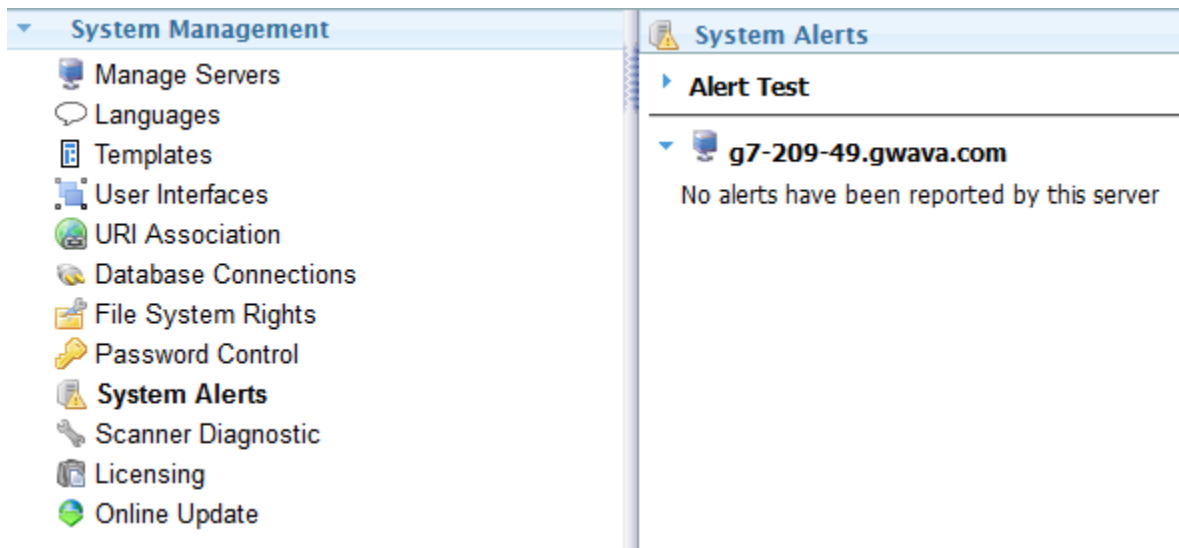 System Management
Manage Servers
Languages
Templates
User Interfaces
URI Association
Database Connections
File System Rights
Password Control
System Alerts
Scanner Diagnostic
Licensing
Online Update
System Alerts
Alert Test
g7-209-49.gwava.com
No alerts have been reported by this server